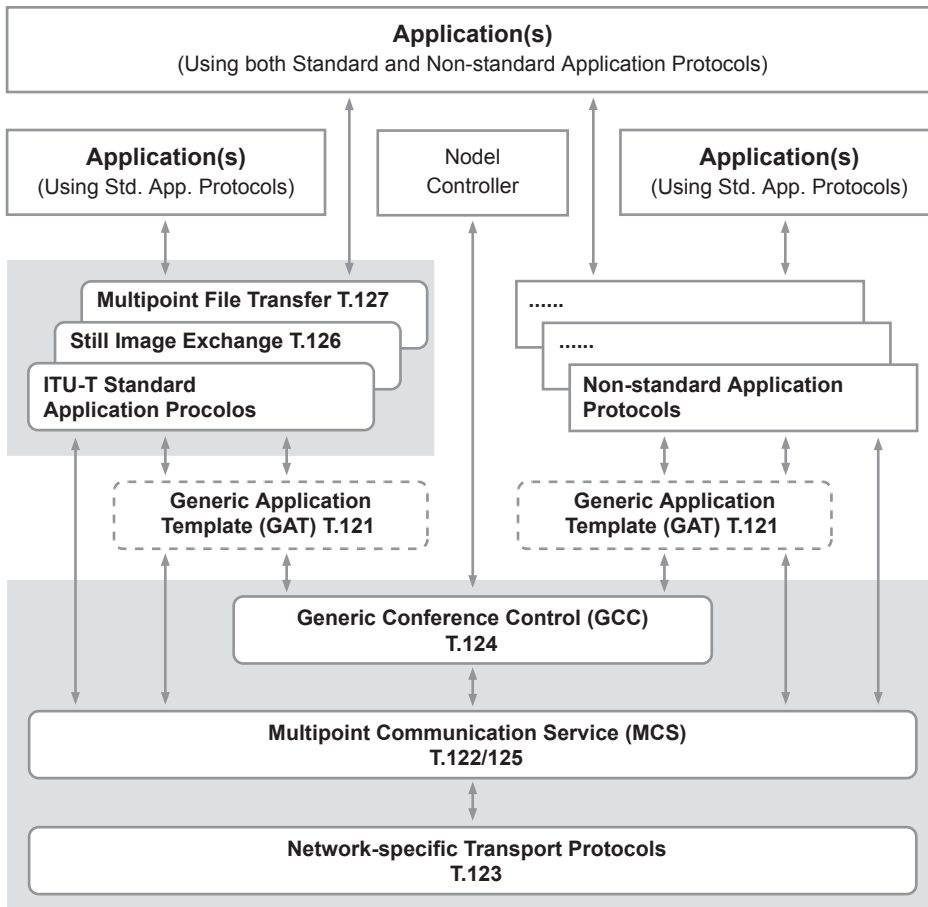 Application(s)
(Using both Standard and Non-standard Application Protocols)
Application(s)
(Using Std. App. Protocols)
Nodel
Controller
Application(s)
(Using Std. App. Protocols)
Multipoint File Transfer T.127
Still Image Exchange T.126
ITU-T Standard
Application Procolos
......
......
Non-standard Application
Protocols
Generic Application
Template (GAT) T.121
Generic Application
Template (GAT) T.121
Generic Conference Control (GCC)
T.124
Multipoint Communication Service (MCS)
T.122/125
Network-specific Transport Protocols
T.123